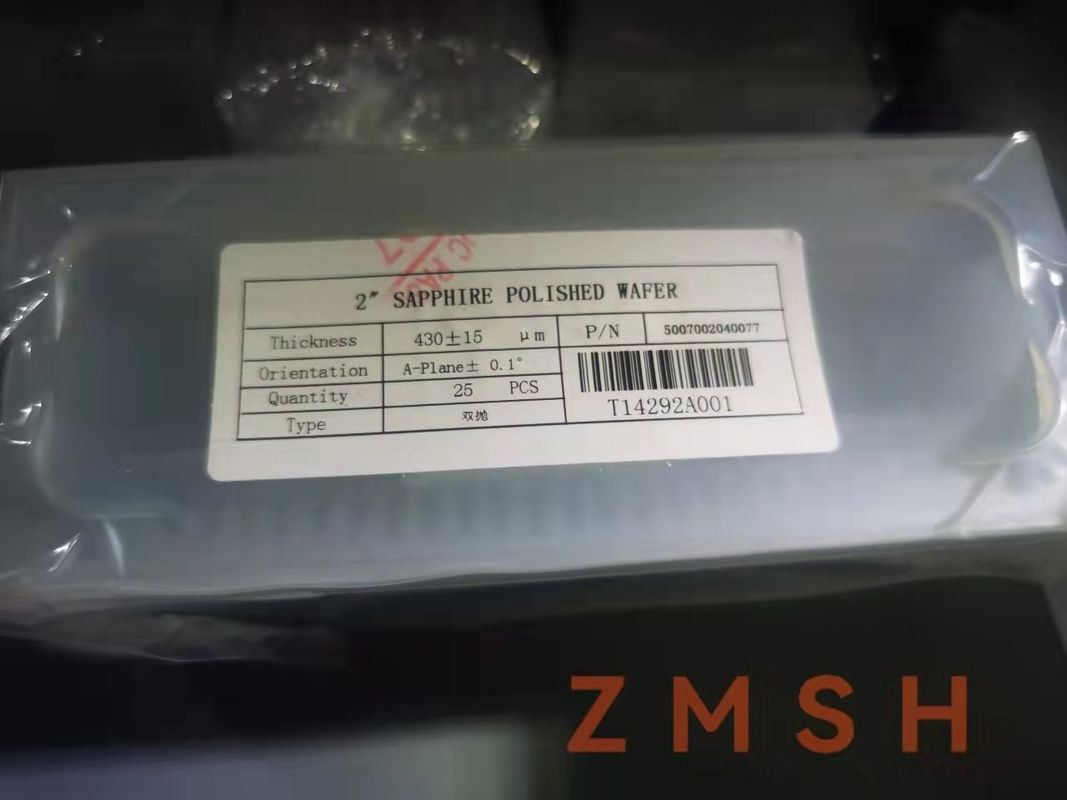 2″ SAPPHIRE POLISHED WAFER
Thickness 430±15 μm P/N 5007002040077
Orientation A-Plane± 0.1°
Quantity 25 PCS
T14292A001
Type 双抛
ZMSH